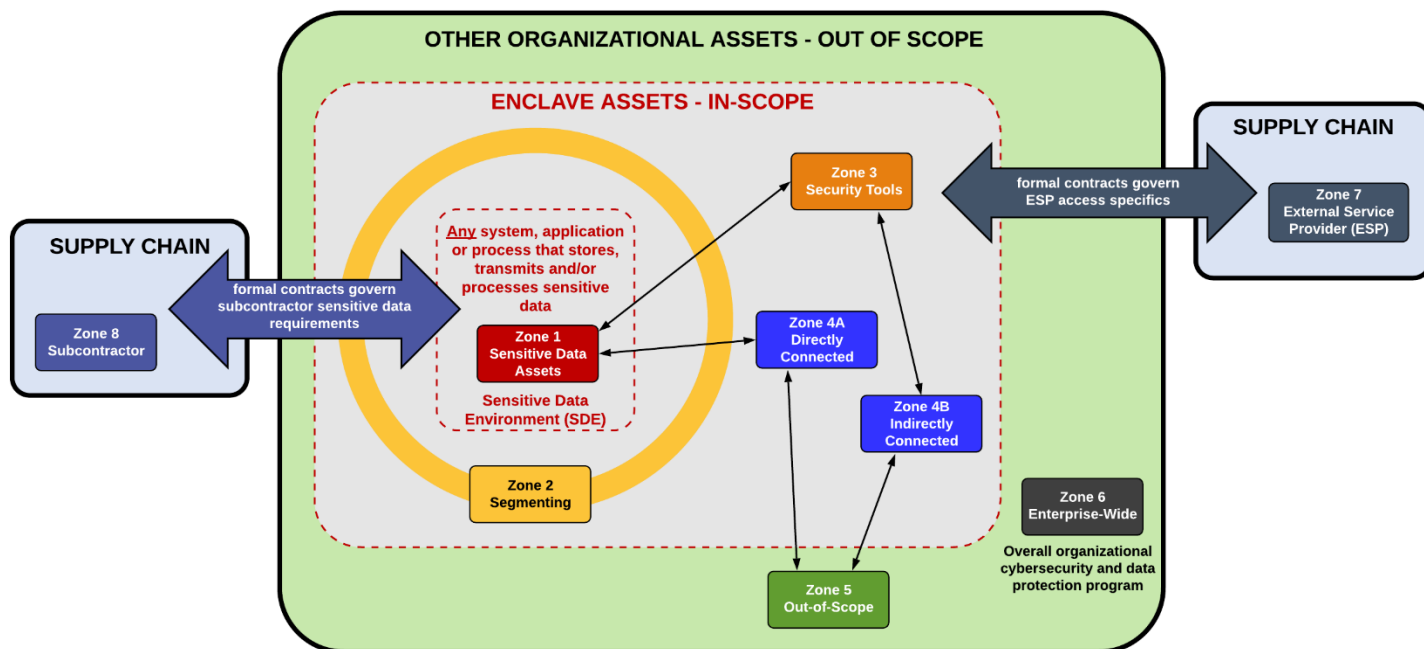 OTHER ORGANIZATIONAL ASSETS - OUT OF SCOPE
ENCLAVE ASSETS - IN-SCOPE
SUPPLY CHAIN
Zone 8
Subcontractor
formal contracts govern
subcontractor sensitive data
requirements
Any system, application
or process that stores,
transmits and/or
processes sensitive
data
Zone 1
Sensitive Data
Assets
Sensitive Data
Environment (SDE)
Zone 2
Segmenting
Zone 3
Security Tools
Zone 4A
Directly
Connected
Zone 4B
Indirectly
Connected
Zone 5
Out-of-Scope
Zone 6
Enterprise-Wide
Overall organizational
cybersecurity and data
protection program
formal contracts govern
ESP access specifics
SUPPLY CHAIN
Zone 7
External Service
Provider (ESP)